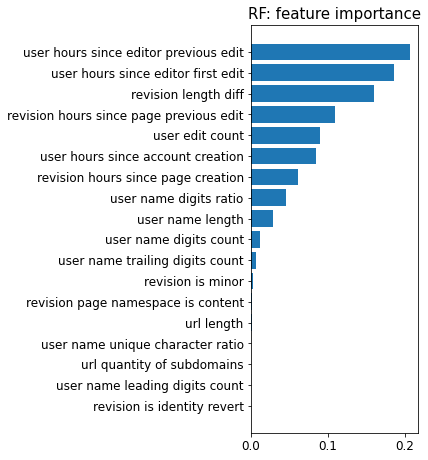 RF: feature importance
user hours since editor previous edit
user hours since editor first edit
revision length diff
revision hours since page previous edit
user edit count
user hours since account creation
revision hours since page creation
user name digits ratio
user name length
user name digits count
user name trailing digits count
revision is minor
revision page namespace is content
url length
user name unique character ratio
url quantity of subdomains
user name leading digits count
revision is identity revert
0.0 0.1 0.2